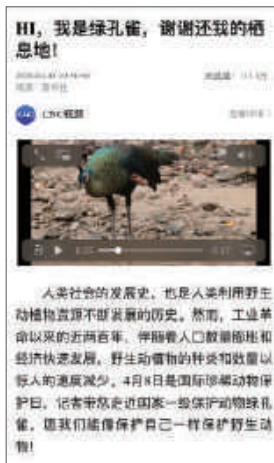 HI，我是绿孔雀，谢谢还我的栖
息地！
CNC视频
人类社会的发展史，也是人类利用野生
动植物资源不断发展的历史。然而，工业革
命以来的近两百年，伴随着人口数量膨胀和
经济快速发展，野生动植物的种类和数量以
惊人的速度减少。4月8日是国际珍稀动物保
护日，记者带您走近国家一级保护动物绿孔
雀，愿我们能像保护自己一样保护野生动
物！